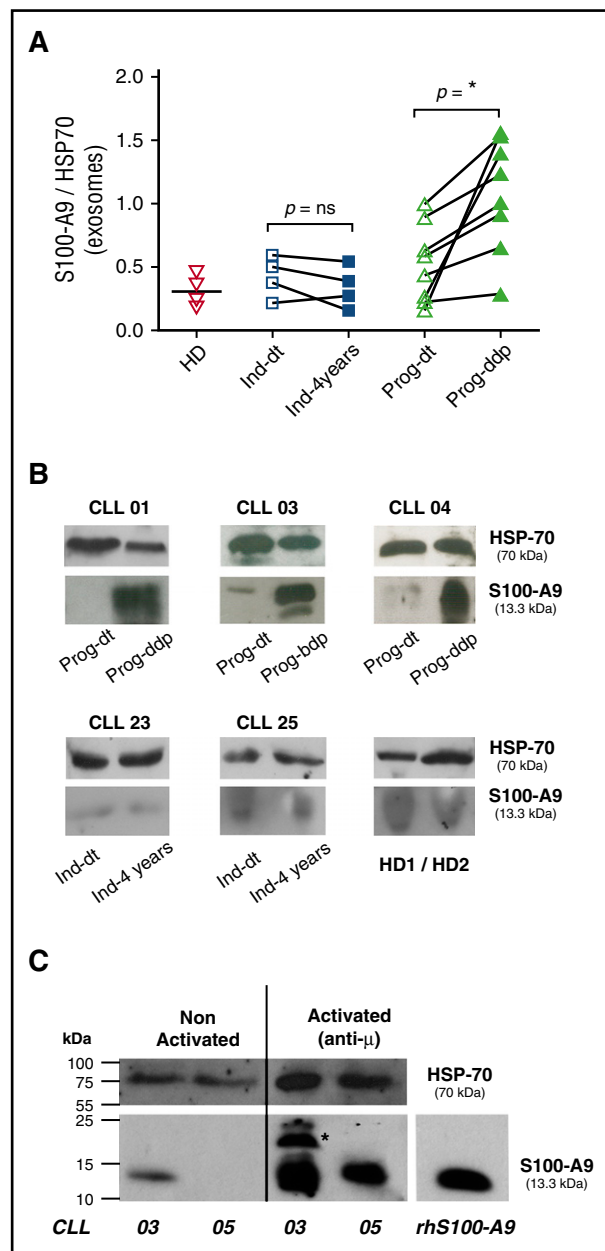 A
S100-A9 / HSP70
(exosomes)
2.0
1.5
1.0
0.5
0.0
p = ns
p = *
HD
Ind-dt
Ind-4years
Prog-dt
Prog-ddp
B
CLL 01
CLL 03
CLL 04
HSP-70
(70 kDa)
S100-A9
(13.3 kDa)
Prog-dt
Prog-ddp
Prog-dt
Prog-bdp
Prog-dt
Prog-ddp
CLL 23
CLL 25
HSP-70
(70 kDa)
S100-A9
(13.3 kDa)
Ind-dt
Ind-4 years
Ind-dt
Ind-4 years
HD1 / HD2
C
Non
Activated
Activated
(anti-μ)
kDa
100
75
55
25
15
10
HSP-70
(70 kDa)
*
S100-A9
(13.3 kDa)
CLL 03 05 03 05 rhS100-A9